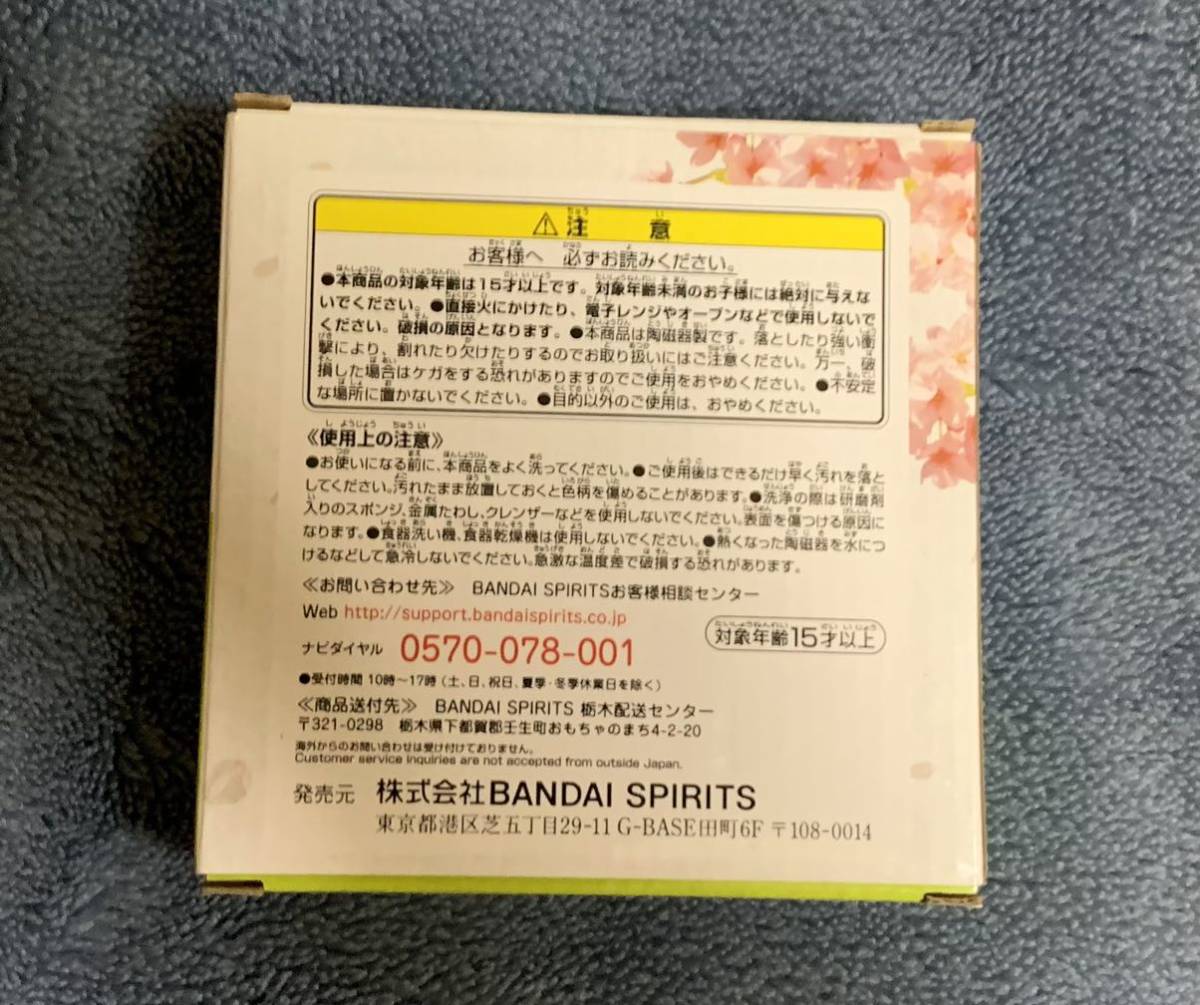 ⚠注 意
お客様へ 必ずお読みください。
●本商品の対象年齢は15才以上です。対象年齢未満のお子様には絶対に与えな
いでください。●直接火にかけたり、電子レンジやオーブンなどで使用しないで
ください。破損の原因となります。●本商品は陶磁器製です。落としたり強い衝
撃により、割れたり欠けたりするのでお取り扱いにはご注意ください。万一、破
損した場合はケガをする恐れがありますのでご使用をおやめください。●不安定
な場所に置かないでください。●目的以外のご使用は、おやめください。
《使用上の注意》
●お使いになる前に、本商品をよく洗ってください。●ご使用後はできるだけ早く汚れを落と
してください。汚れたまま放置しておくと色柄を傷めることがあります。●洗浄の際は研磨剤
入りのスポンジ、金属たわし、クレンザーなどを使用しないでください。表面を傷つける原因に
なります。●食器洗い機、食器乾燥機は使用しないでください。●熱くなった陶磁器を水につ
けるなどして急冷しないでください。急激な温度差で破損する恐れがあります。
≪お問い合わせ先≫ BANDAI SPIRITSお客様相談センター
Web http://support.bandaispirits.co.jp
ナビダイヤル 0570-078-001
対象年齢15才以上
●受付時間 10時～17時（土、日、祝日、夏季・冬季休業日を除く）
≪商品送付先≫ BANDAI SPIRITS 栃木配送センター
〒321-0298 栃木県下都賀郡壬生町おもちゃのまち4-2-20
海外からのお問い合わせは受け付けておりません。
Customer service inquiries are not accepted from outside Japan.
発売元 株式会社BANDAI SPIRITS
東京都港区芝五丁目29-11 G-BASE田町6F 〒108-0014